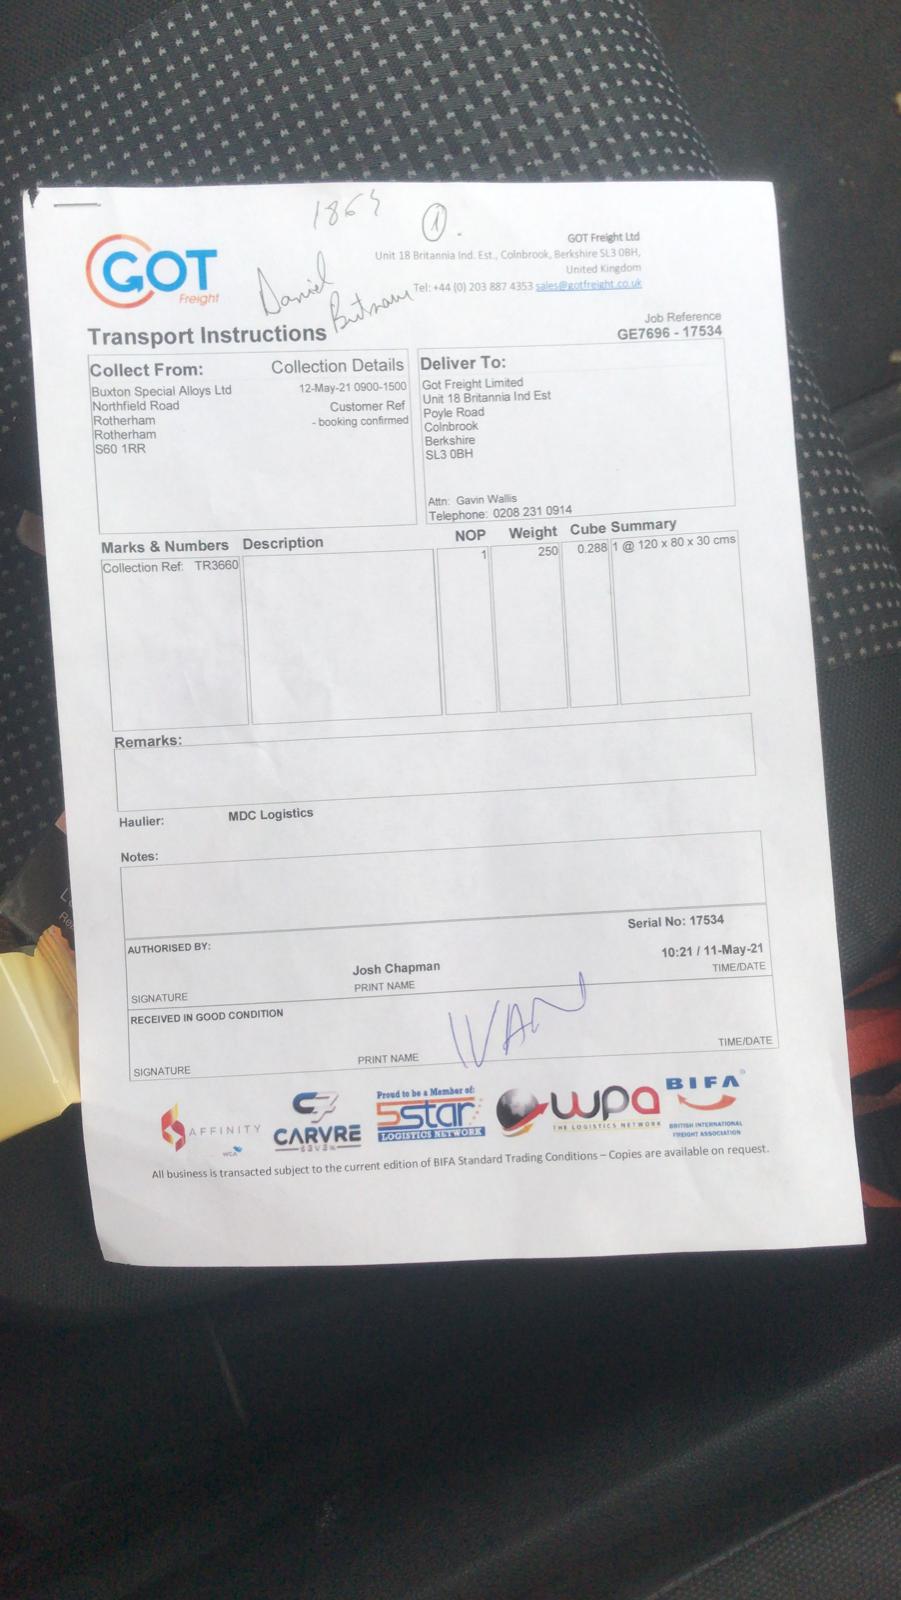 1865
1.
GOT
Freight
Daniel
GOT Freight Ltd
Unit 18 Britannia Ind. Est., Colnbrook, Berkshire SL3 0BH,
United Kingdom
Tel: +44 (0) 203 887 4353 sales@gotfreight.co.uk
Transport Instructions
Job Reference
GE7696 - 17534
Collect From:
Collection Details
Buxton Special Alloys Ltd
12-May-21 0900-1500
Northfield Road
Customer Ref
Rotherham
- booking confirmed
Rotherham
S60 1RR
Deliver To:
Got Freight Limited
Unit 18 Britannia Ind Est
Poyle Road
Colnbrook
Berkshire
SL3 0BH
Attn: Gavin Wallis
Telephone: 0208 231 0914
Marks & Numbers Description NOP Weight Cube Summary
Collection Ref: TR3660 1 250 0.288 1 @ 120 x 80 x 30 cms
Remarks:
Haulier: MDC Logistics
Notes:
Serial No: 17534
AUTHORISED BY:
Josh Chapman 10:21 / 11-May-21
SIGNATURE PRINT NAME TIME/DATE
RECEIVED IN GOOD CONDITION
IVAN
SIGNATURE PRINT NAME TIME/DATE
AFFINITY
WCA
C7
CARVRE
S3V3N
Proud to be a Member of:
5star
LOGISTICS NETWORK
wpa
THE LOGISTICS NETWORK
BIFA
BRITISH INTERNATIONAL
FREIGHT ASSOCIATION
All business is transacted subject to the current edition of BIFA Standard Trading Conditions – Copies are available on request.